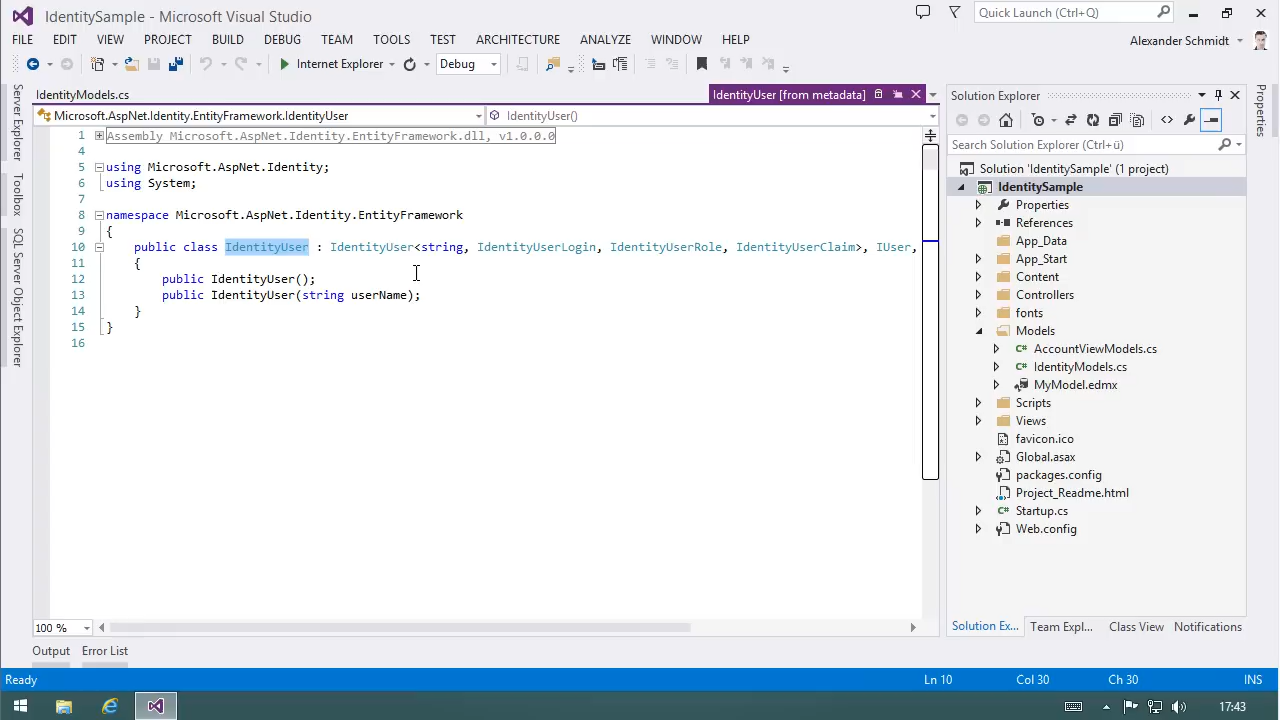 IdentitySample - Microsoft Visual Studio
Quick Launch (Ctrl+Q)
FILE EDIT VIEW PROJECT BUILD DEBUG TEAM TOOLS TEST ARCHITECTURE ANALYZE WINDOW HELP
Alexander Schmidt
Internet Explorer
Debug
Server Explorer
Toolbox
SQL Server Object Explorer
IdentityModels.cs
IdentityUser [from metadata]
Microsoft.AspNet.Identity.EntityFramework.IdentityUser
IdentityUser()
1 Assembly Microsoft.AspNet.Identity.EntityFramework.dll, v1.0.0.0
4
5 using Microsoft.AspNet.Identity;
6 using System;
7
8 namespace Microsoft.AspNet.Identity.EntityFramework
9 {
10 public class IdentityUser : IdentityUser<string, IdentityUserLogin, IdentityUserRole, IdentityUserClaim>, IUser,
11 {
12 public IdentityUser();
13 public IdentityUser(string userName);
14 }
15 }
16
100 %
Solution Explorer
Search Solution Explorer (Ctrl+ü)
Solution 'IdentitySample' (1 project)
IdentitySample
Properties
References
App_Data
App_Start
Content
Controllers
fonts
Models
C# AccountViewModels.cs
C# IdentityModels.cs
MyModel.edmx
Scripts
Views
favicon.ico
Global.asax
packages.config
Project_Readme.html
C# Startup.cs
Web.config
Solution Ex... Team Expl... Class View Notifications
Properties
Output Error List
Ready
Ln 10 Col 30 Ch 30 INS
17:43